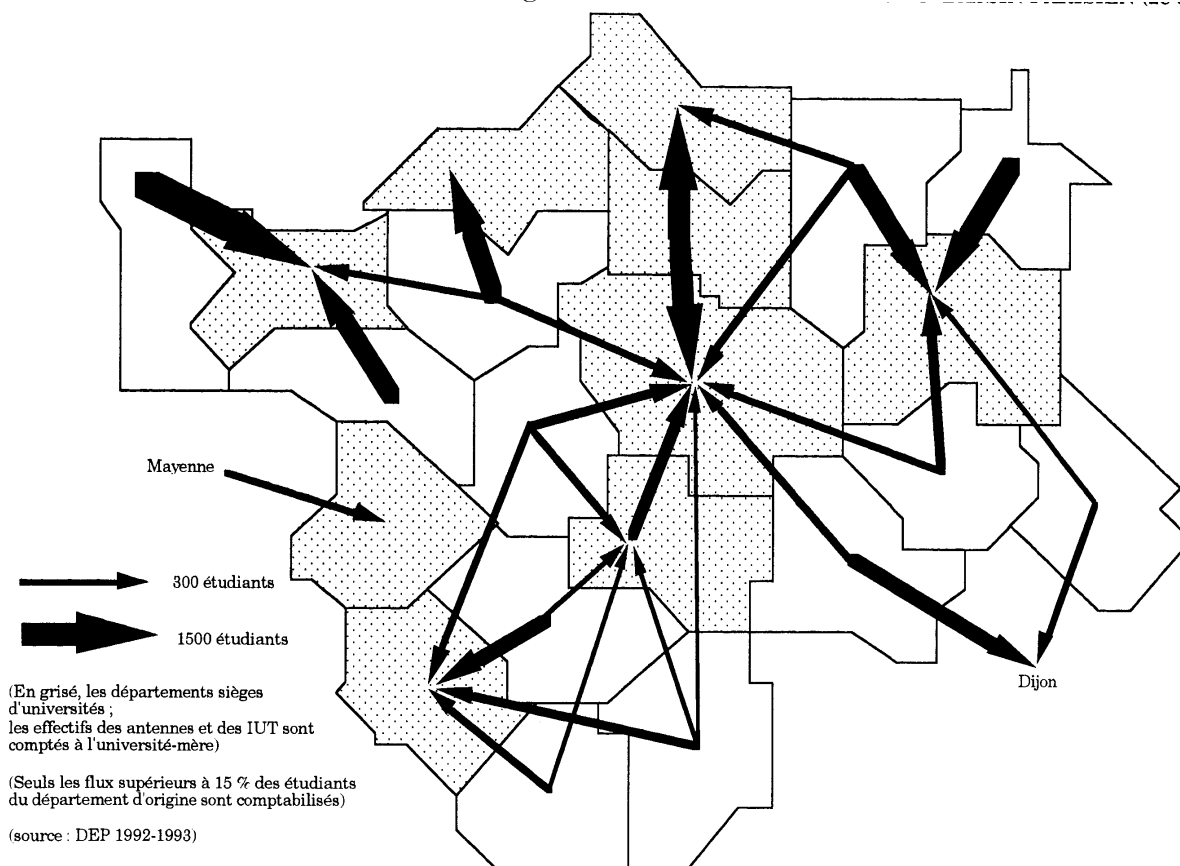 Mayenne
300 étudiants
1500 étudiants
Dijon
(En grisé, les départements sièges
d'universités ;
les effectifs des antennes et des IUT sont
comptés à l'université-mère)
(Seuls les flux supérieurs à 15 % des étudiants
du département d'origine sont comptabilisés)
(source : DEP 1992-1993)